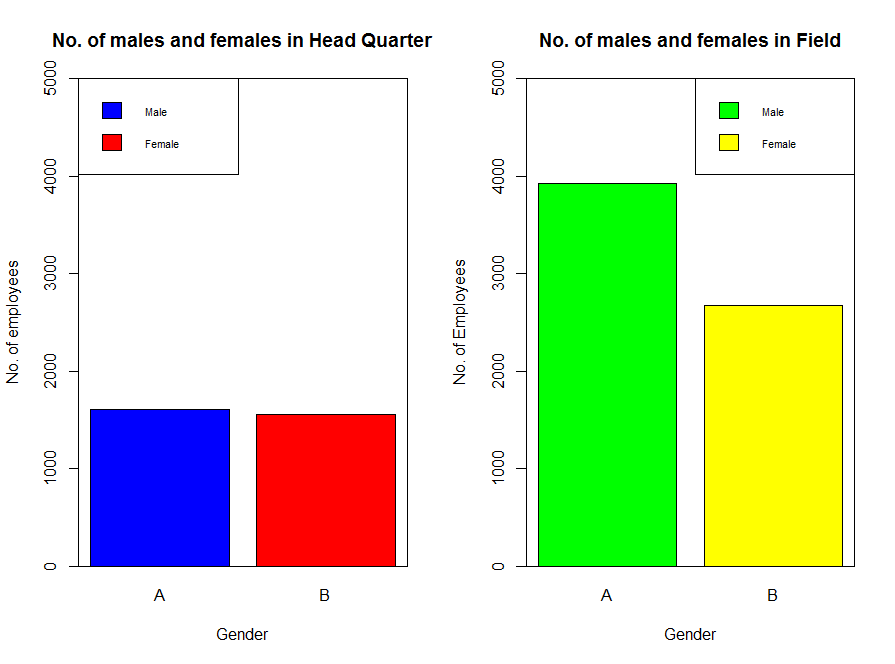 No. of males and females in Head Quarter
5000
4000
3000
2000
1000
0
No. of employees
Male
Female
A
B
Gender
No. of males and females in Field
5000
4000
3000
2000
1000
0
No. of Employees
Male
Female
A
B
Gender